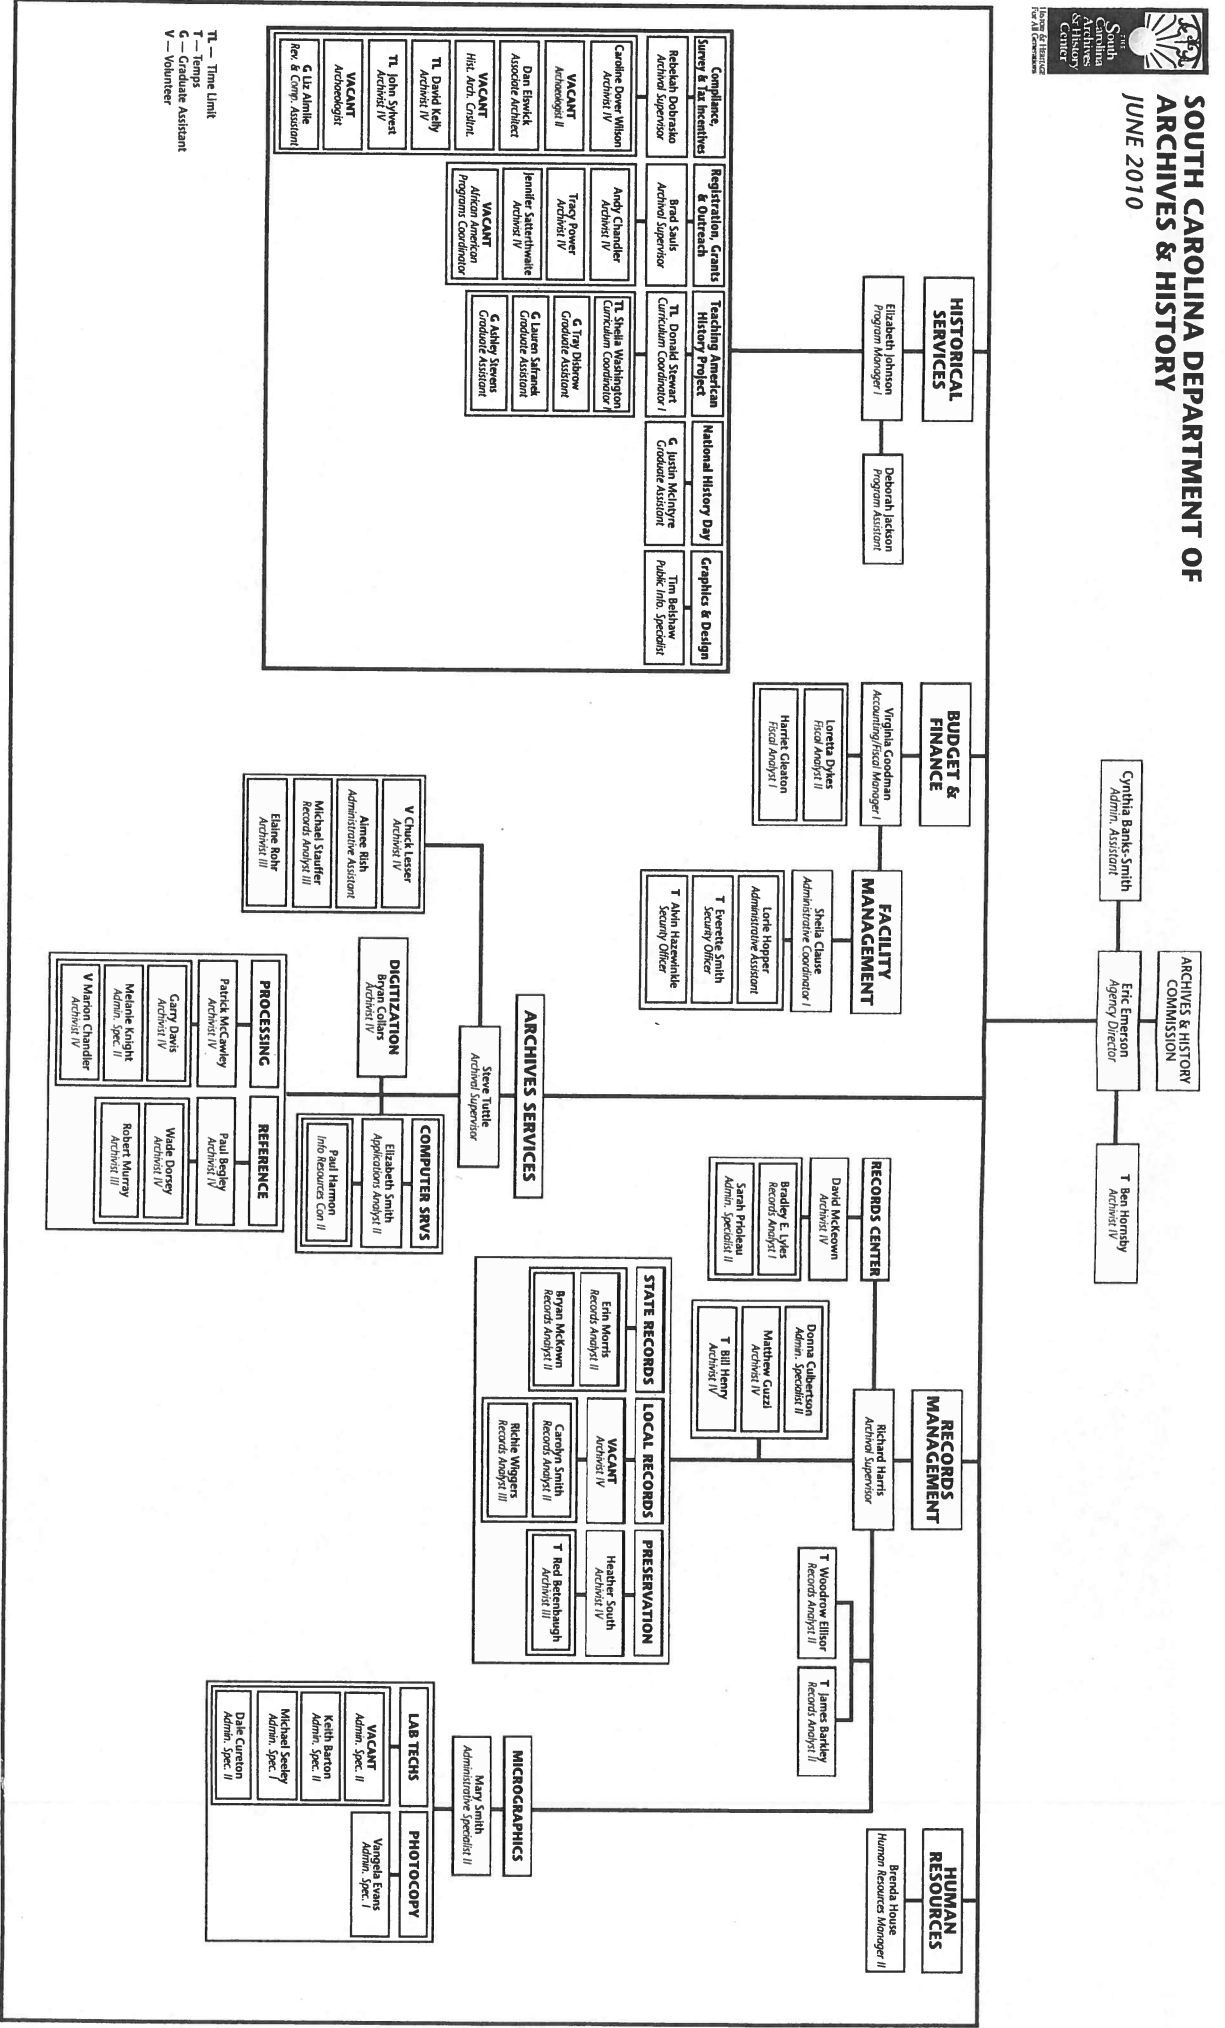 THE
South
Carolina
Archives
& History
Center
History & Heritage
For All Generations
SOUTH CAROLINA DEPARTMENT OF
ARCHIVES & HISTORY
JUNE 2010
ARCHIVES & HISTORY
COMMISSION
Cynthia Banks-Smith
Admin. Assistant
Eric Emerson
Agency Director
T Ben Hornsby
Archivist IV
HISTORICAL
SERVICES
Elizabeth Johnson
Program Manager I
Deborah Jackson
Program Assistant
Compliance,
Survey & Tax Incentives
Rebekah Dobrasko
Archival Supervisor
Caroline Dover Wilson
Archivist IV
VACANT
Archaeologist II
Dan Elswick
Associate Architect
VACANT
Hist. Arch. Cnsltnt.
TL David Kelly
Archivist IV
TL John Sylvest
Archivist IV
VACANT
Archaeologist
G Liz Almlie
Rev. & Comp. Assistant
Registration, Grants
& Outreach
Brad Sauls
Archival Supervisor
Andy Chandler
Archivist IV
Tracy Power
Archivist IV
Jennifer Satterthwaite
Archivist IV
VACANT
African American
Programs Coordinator
Teaching American
History Project
TL Donald Stewart
Curriculum Coordinator I
TL Shelia Washington
Curriculum Coordinator I
G Tray Disbrow
Graduate Assistant
G Lauren Safranek
Graduate Assistant
G Ashley Stevens
Graduate Assistant
National History Day
G Justin McIntyre
Graduate Assistant
Graphics & Design
Tim Belshaw
Public Info. Specialist
BUDGET &
FINANCE
Virginia Goodman
Accounting/Fiscal Manager I
Loretta Dykes
Fiscal Analyst II
Harriet Gleaton
Fiscal Analyst I
FACILITY
MANAGEMENT
Sheila Clause
Administrative Coordinator I
Lorie Hopper
Administrative Assistant
T Everette Smith
Security Officer
T Alvin Hazewinkle
Security Officer
ARCHIVES SERVICES
Steve Tuttle
Archival Supervisor
V Chuck Lesser
Archivist IV
Aimee Rish
Administrative Assistant
Michael Stauffer
Records Analyst III
Elaine Rohr
Archivist III
DIGITIZATION
Bryan Collars
Archivist IV
COMPUTER SRVS
Elizabeth Smith
Applications Analyst II
Paul Harmon
Info Resources Con II
PROCESSING
Patrick McCawley
Archivist IV
Garry Davis
Archivist IV
Melanie Knight
Admin. Spec. II
V Marion Chandler
Archivist IV
REFERENCE
Paul Begley
Archivist IV
Wade Dorsey
Archivist IV
Robert Murray
Archivist III
RECORDS
MANAGEMENT
Richard Harris
Archival Supervisor
RECORDS CENTER
David McKeown
Archivist IV
Bradley E. Lyles
Records Analyst I
Sarah Prioleau
Admin. Specialist II
Donna Culbertson
Admin. Specialist II
Matthew Guzzi
Archivist IV
T Bill Henry
Archivist IV
T Woodrow Ellisor
Records Analyst II
T James Barkley
Records Analyst II
STATE RECORDS
Erin Morris
Records Analyst II
Bryan McKown
Records Analyst II
LOCAL RECORDS
VACANT
Archivist IV
Carolyn Smith
Records Analyst II
Richie Wiggers
Records Analyst III
PRESERVATION
Heather South
Archivist IV
T Red Betenbaugh
Archivist III
MICROGRAPHICS
Mary Smith
Administrative Specialist II
LAB TECHS
VACANT
Admin. Spec. II
Keith Barton
Admin. Spec. II
Michael Seeley
Admin. Spec. I
Dale Cureton
Admin. Spec. II
PHOTOCOPY
Vangela Evans
Admin. Spec. I
HUMAN
RESOURCES
Brenda House
Human Resources Manager II
TL — Time Limit
T — Temps
G — Graduate Assistant
V — Volunteer